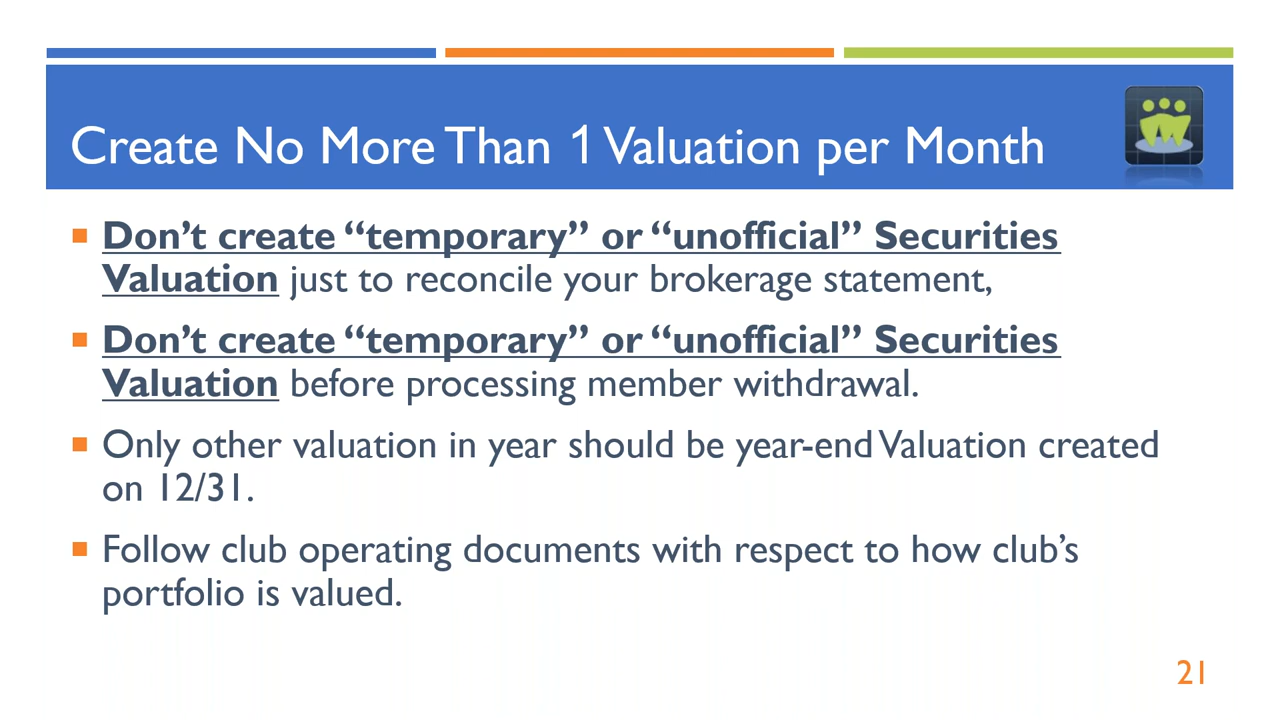 Create No More Than 1 Valuation per Month
Don’t create “temporary” or “unofficial” Securities
Valuation just to reconcile your brokerage statement,
Don’t create “temporary” or “unofficial” Securities
Valuation before processing member withdrawal.
Only other valuation in year should be year-end Valuation created
on 12/31.
Follow club operating documents with respect to how club’s
portfolio is valued.
21